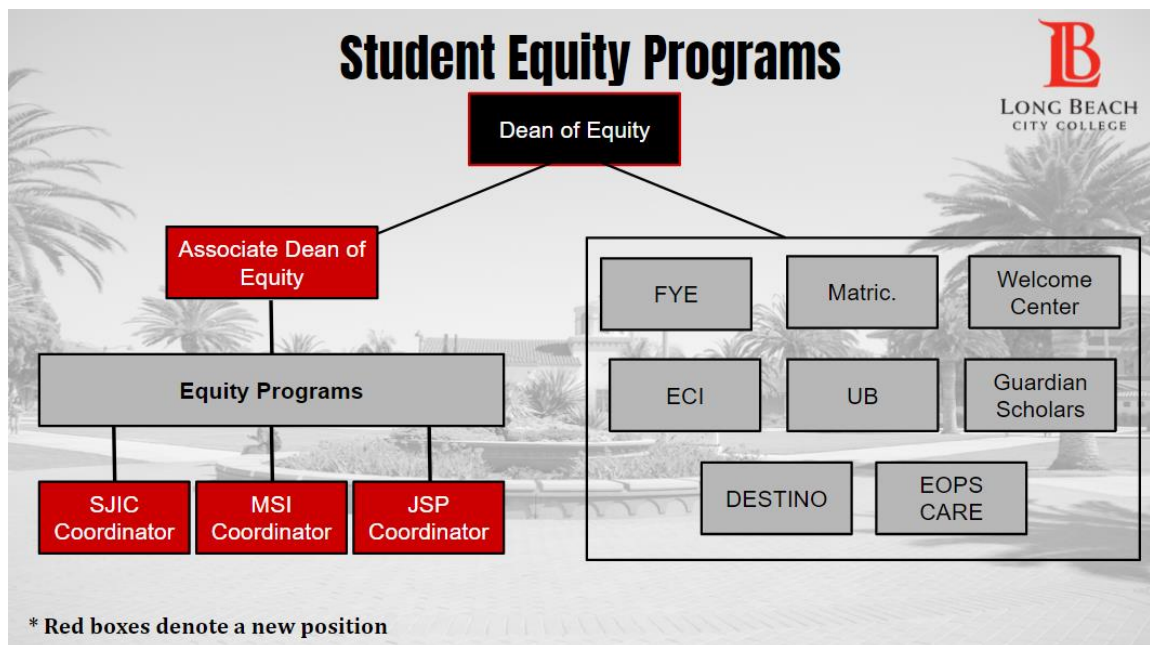 Student Equity Programs
LB
LONG BEACH
CITY COLLEGE
Dean of Equity
Associate Dean of
Equity
FYE
Matric.
Welcome
Center
Equity Programs
ECI
UB
Guardian
Scholars
SJIC
Coordinator
MSI
Coordinator
JSP
Coordinator
DESTINO
EOPS
CARE
* Red boxes denote a new position